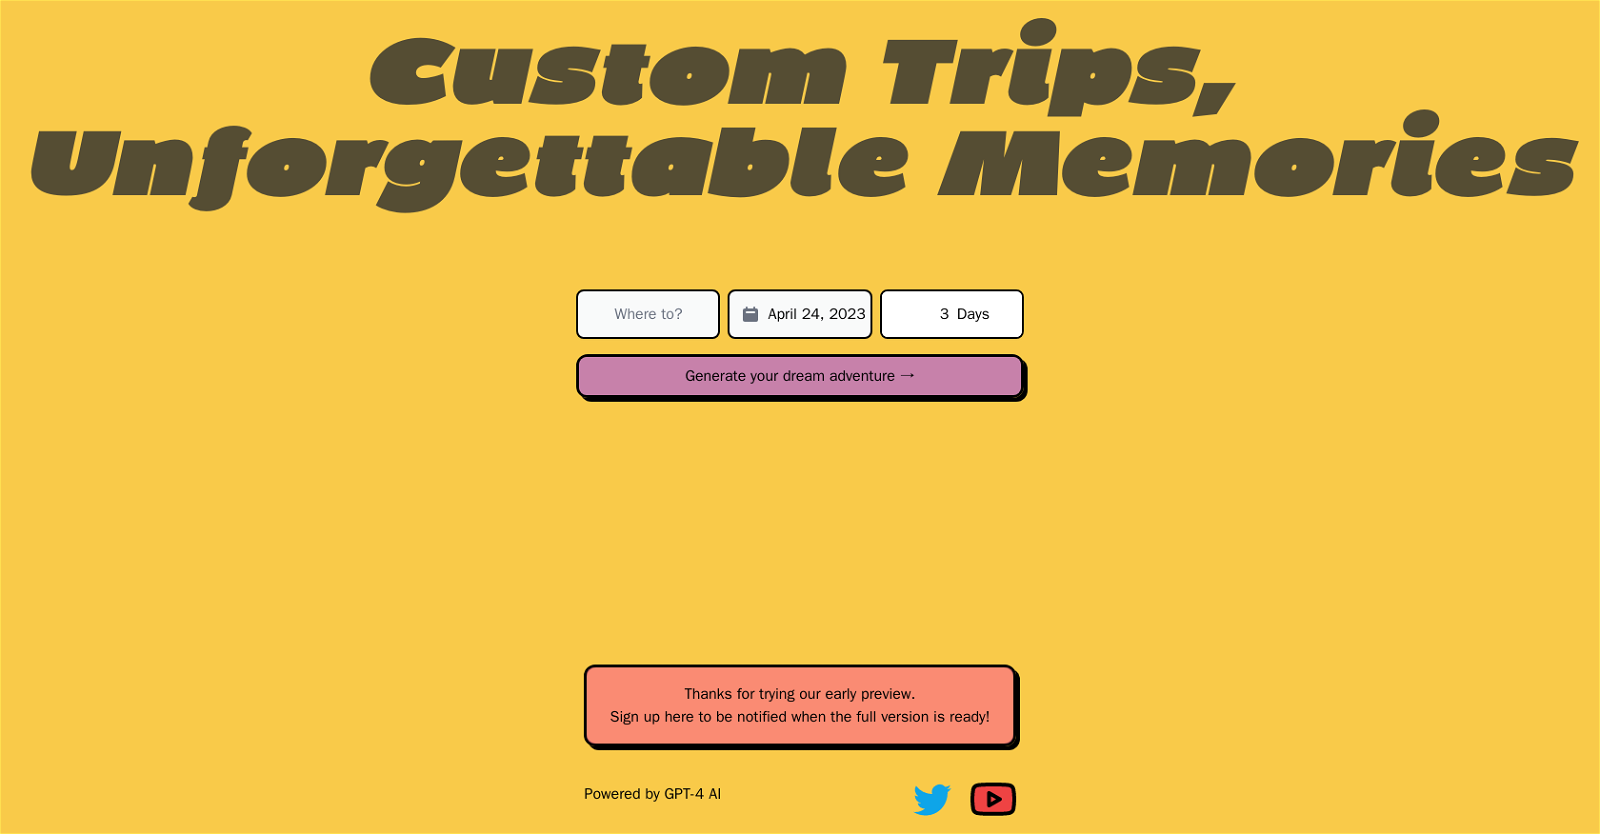 Custom Trips,
Unforgettable Memories
Where to?
April 24, 2023
3 Days
Generate your dream adventure →
Thanks for trying our early preview.
Sign up here to be notified when the full version is ready!
Powered by GPT-4 AI